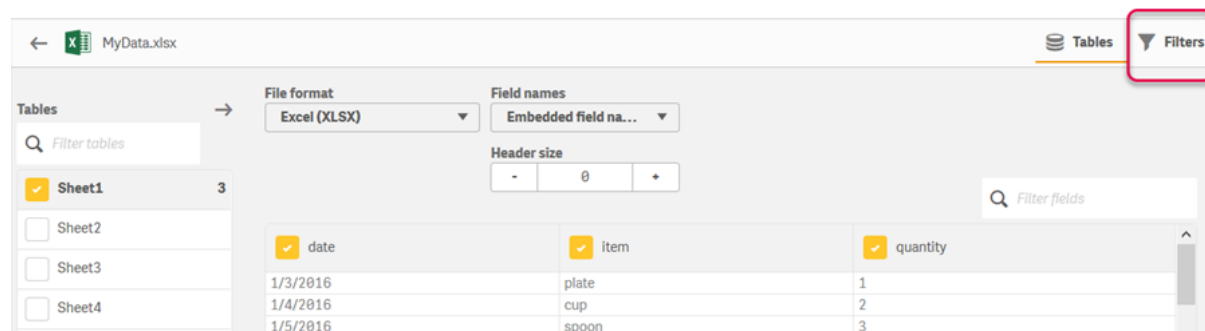 MyData.xlsx
Tables
Filters
Tables
Filter tables
Sheet1 3
Sheet2
Sheet3
Sheet4
File format
Excel (XLSX)
Field names
Embedded field na...
Header size
- 0 +
Filter fields
date item quantity
1/3/2016 plate 1
1/4/2016 cup 2
1/5/2016 spoon 3